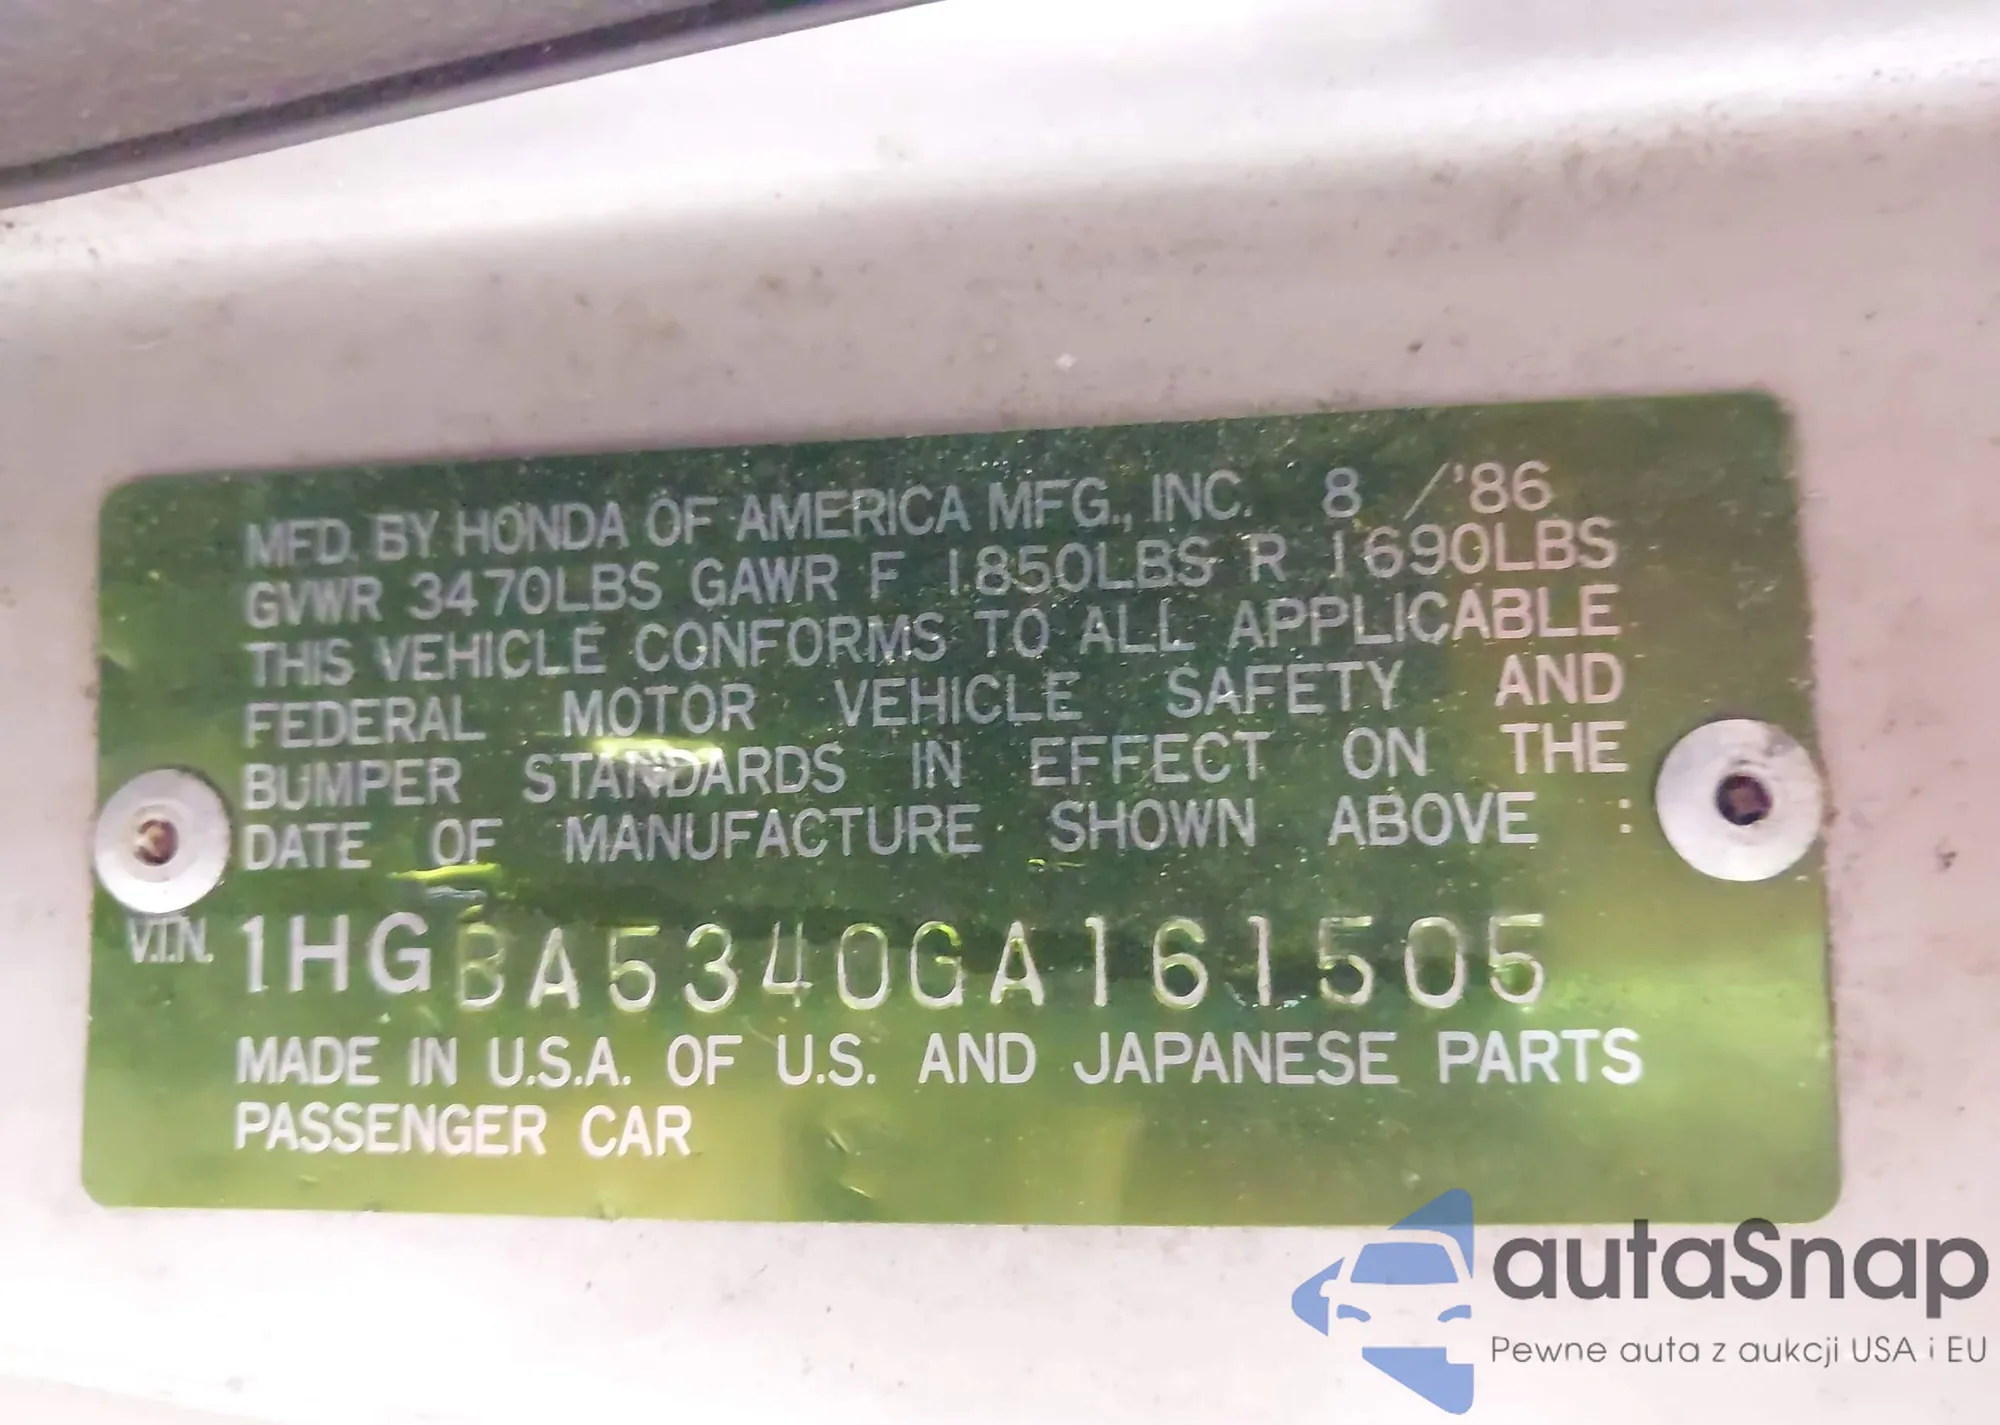 MFD. BY HONDA OF AMERICA MFG., INC. 8 /'86
GVWR 3470LBS GAWR F 1850LBS R 1690LBS
THIS VEHICLE CONFORMS TO ALL APPLICABLE
FEDERAL MOTOR VEHICLE SAFETY AND
BUMPER STANDARDS IN EFFECT ON THE
DATE OF MANUFACTURE SHOWN ABOVE :
V.I.N. 1HGBA5340GA161505
MADE IN U.S.A. OF U.S. AND JAPANESE PARTS
PASSENGER CAR
autaSnap
Pewne auta z aukcji USA i EU